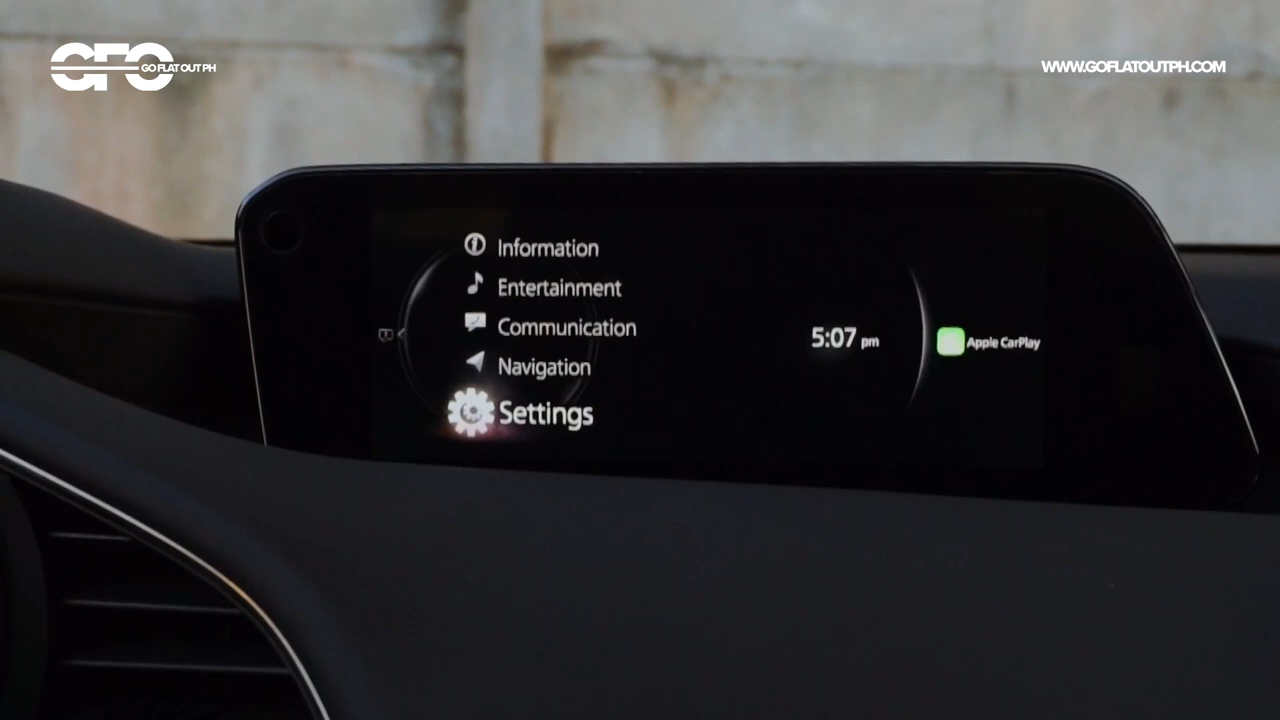 GFO
GO FLAT OUT PH
WWW.GOFLATOUTPH.COM
Information
Entertainment
Communication
Navigation
Settings
5:07 pm
Apple CarPlay